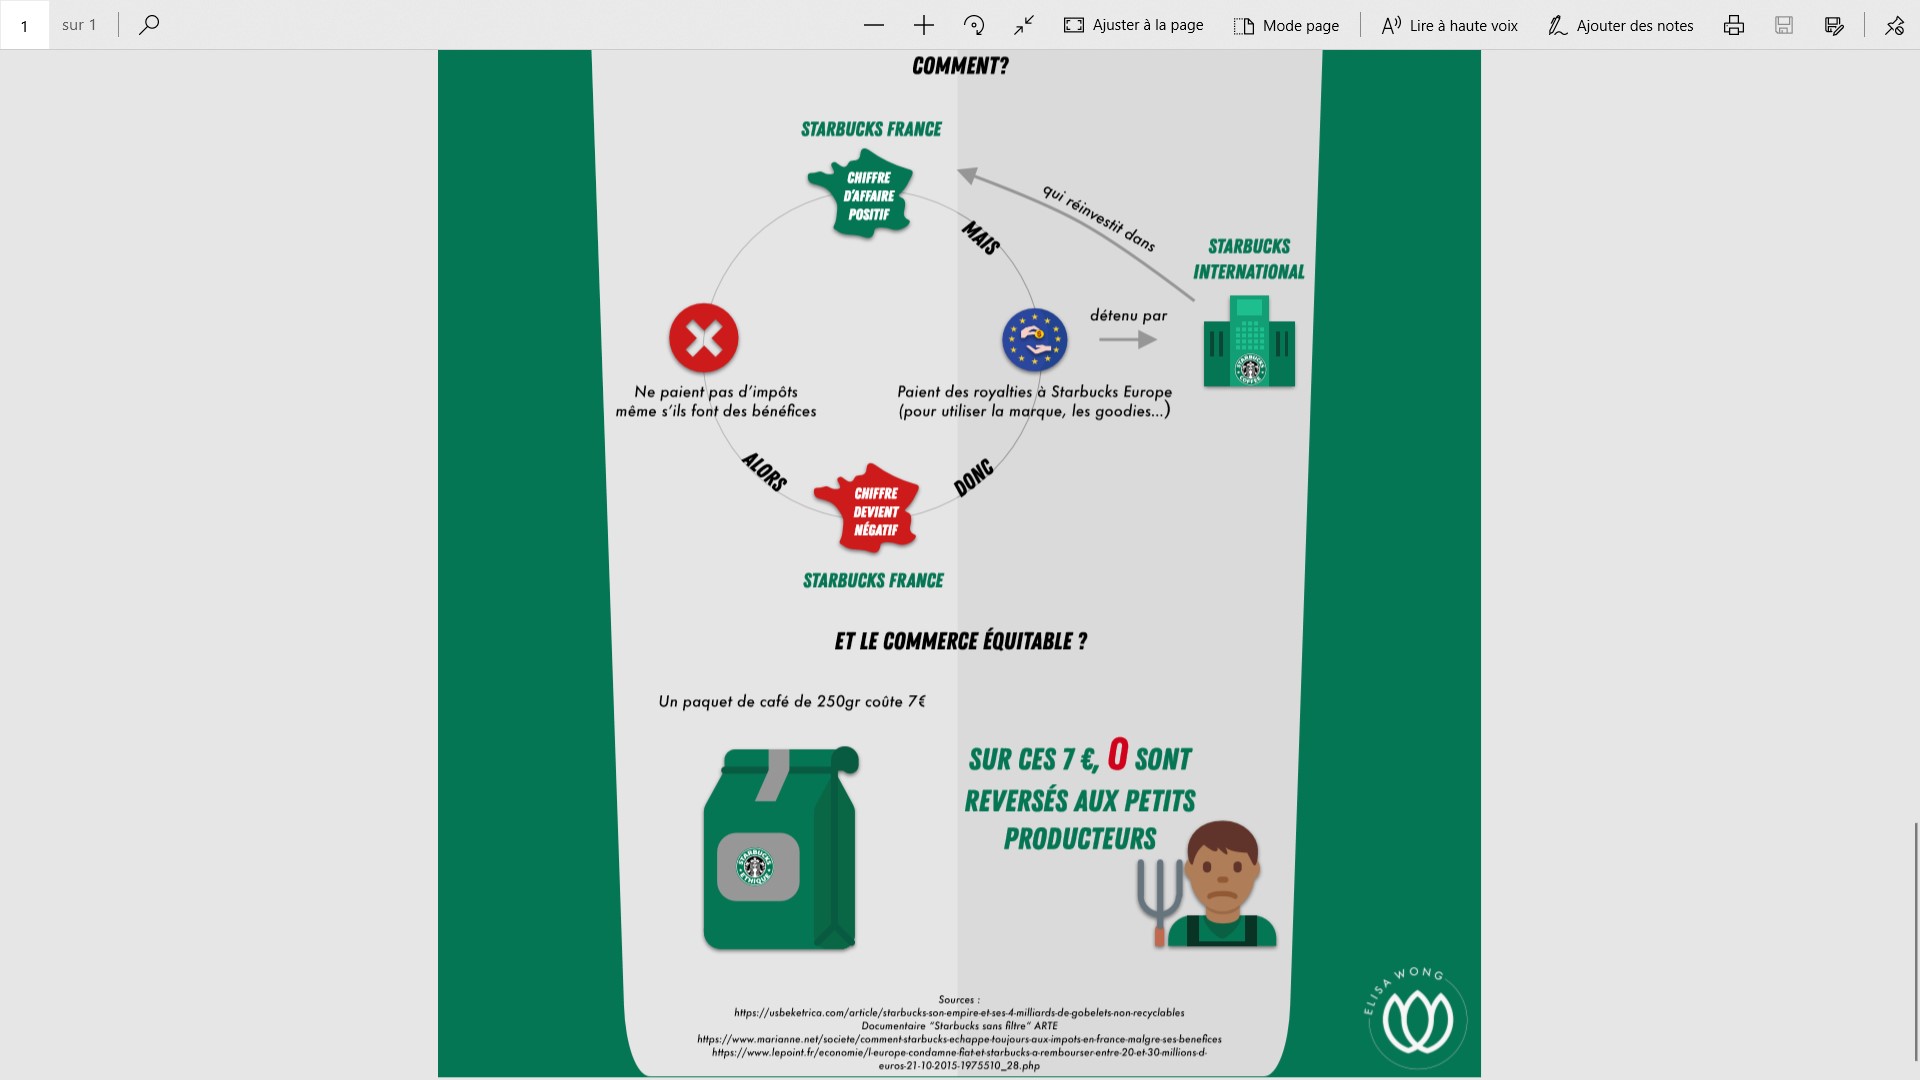 1 sur 1
Ajuster à la page
Mode page
Lire à haute voix
Ajouter des notes
COMMENT?
STARBUCKS FRANCE
CHIFFRE
D'AFFAIRE
POSITIF
MAIS
qui réinvestit dans
STARBUCKS
INTERNATIONAL
STARBUCKS
COFFEE
détenu par
Paient des royalties à Starbucks Europe
(pour utiliser la marque, les goodies...)
DONC
CHIFFRE
DEVIENT
NÉGATIF
STARBUCKS FRANCE
ALORS
Ne paient pas d'impôts
même s'ils font des bénéfices
ET LE COMMERCE ÉQUITABLE ?
Un paquet de café de 250gr coûte 7€
STARBUCKS
ETHIQUE
SUR CES 7 €, 0 SONT
REVERSÉS AUX PETITS
PRODUCTEURS
Sources :
https://usbeketrica.com/article/starbucks-son-empire-et-ses-4-milliards-de-gobelets-non-recyclables
Documentaire "Starbucks sans filtre" ARTE
https://www.marianne.net/societe/comment-starbucks-echappe-toujours-aux-impots-en-france-malgre-ses-benefices
https://www.lepoint.fr/economie/l-europe-condamne-fiat-et-starbucks-a-rembourser-entre-20-et-30-millions-d-
euros-21-10-2015-1975510_28.php
ELISA WONG